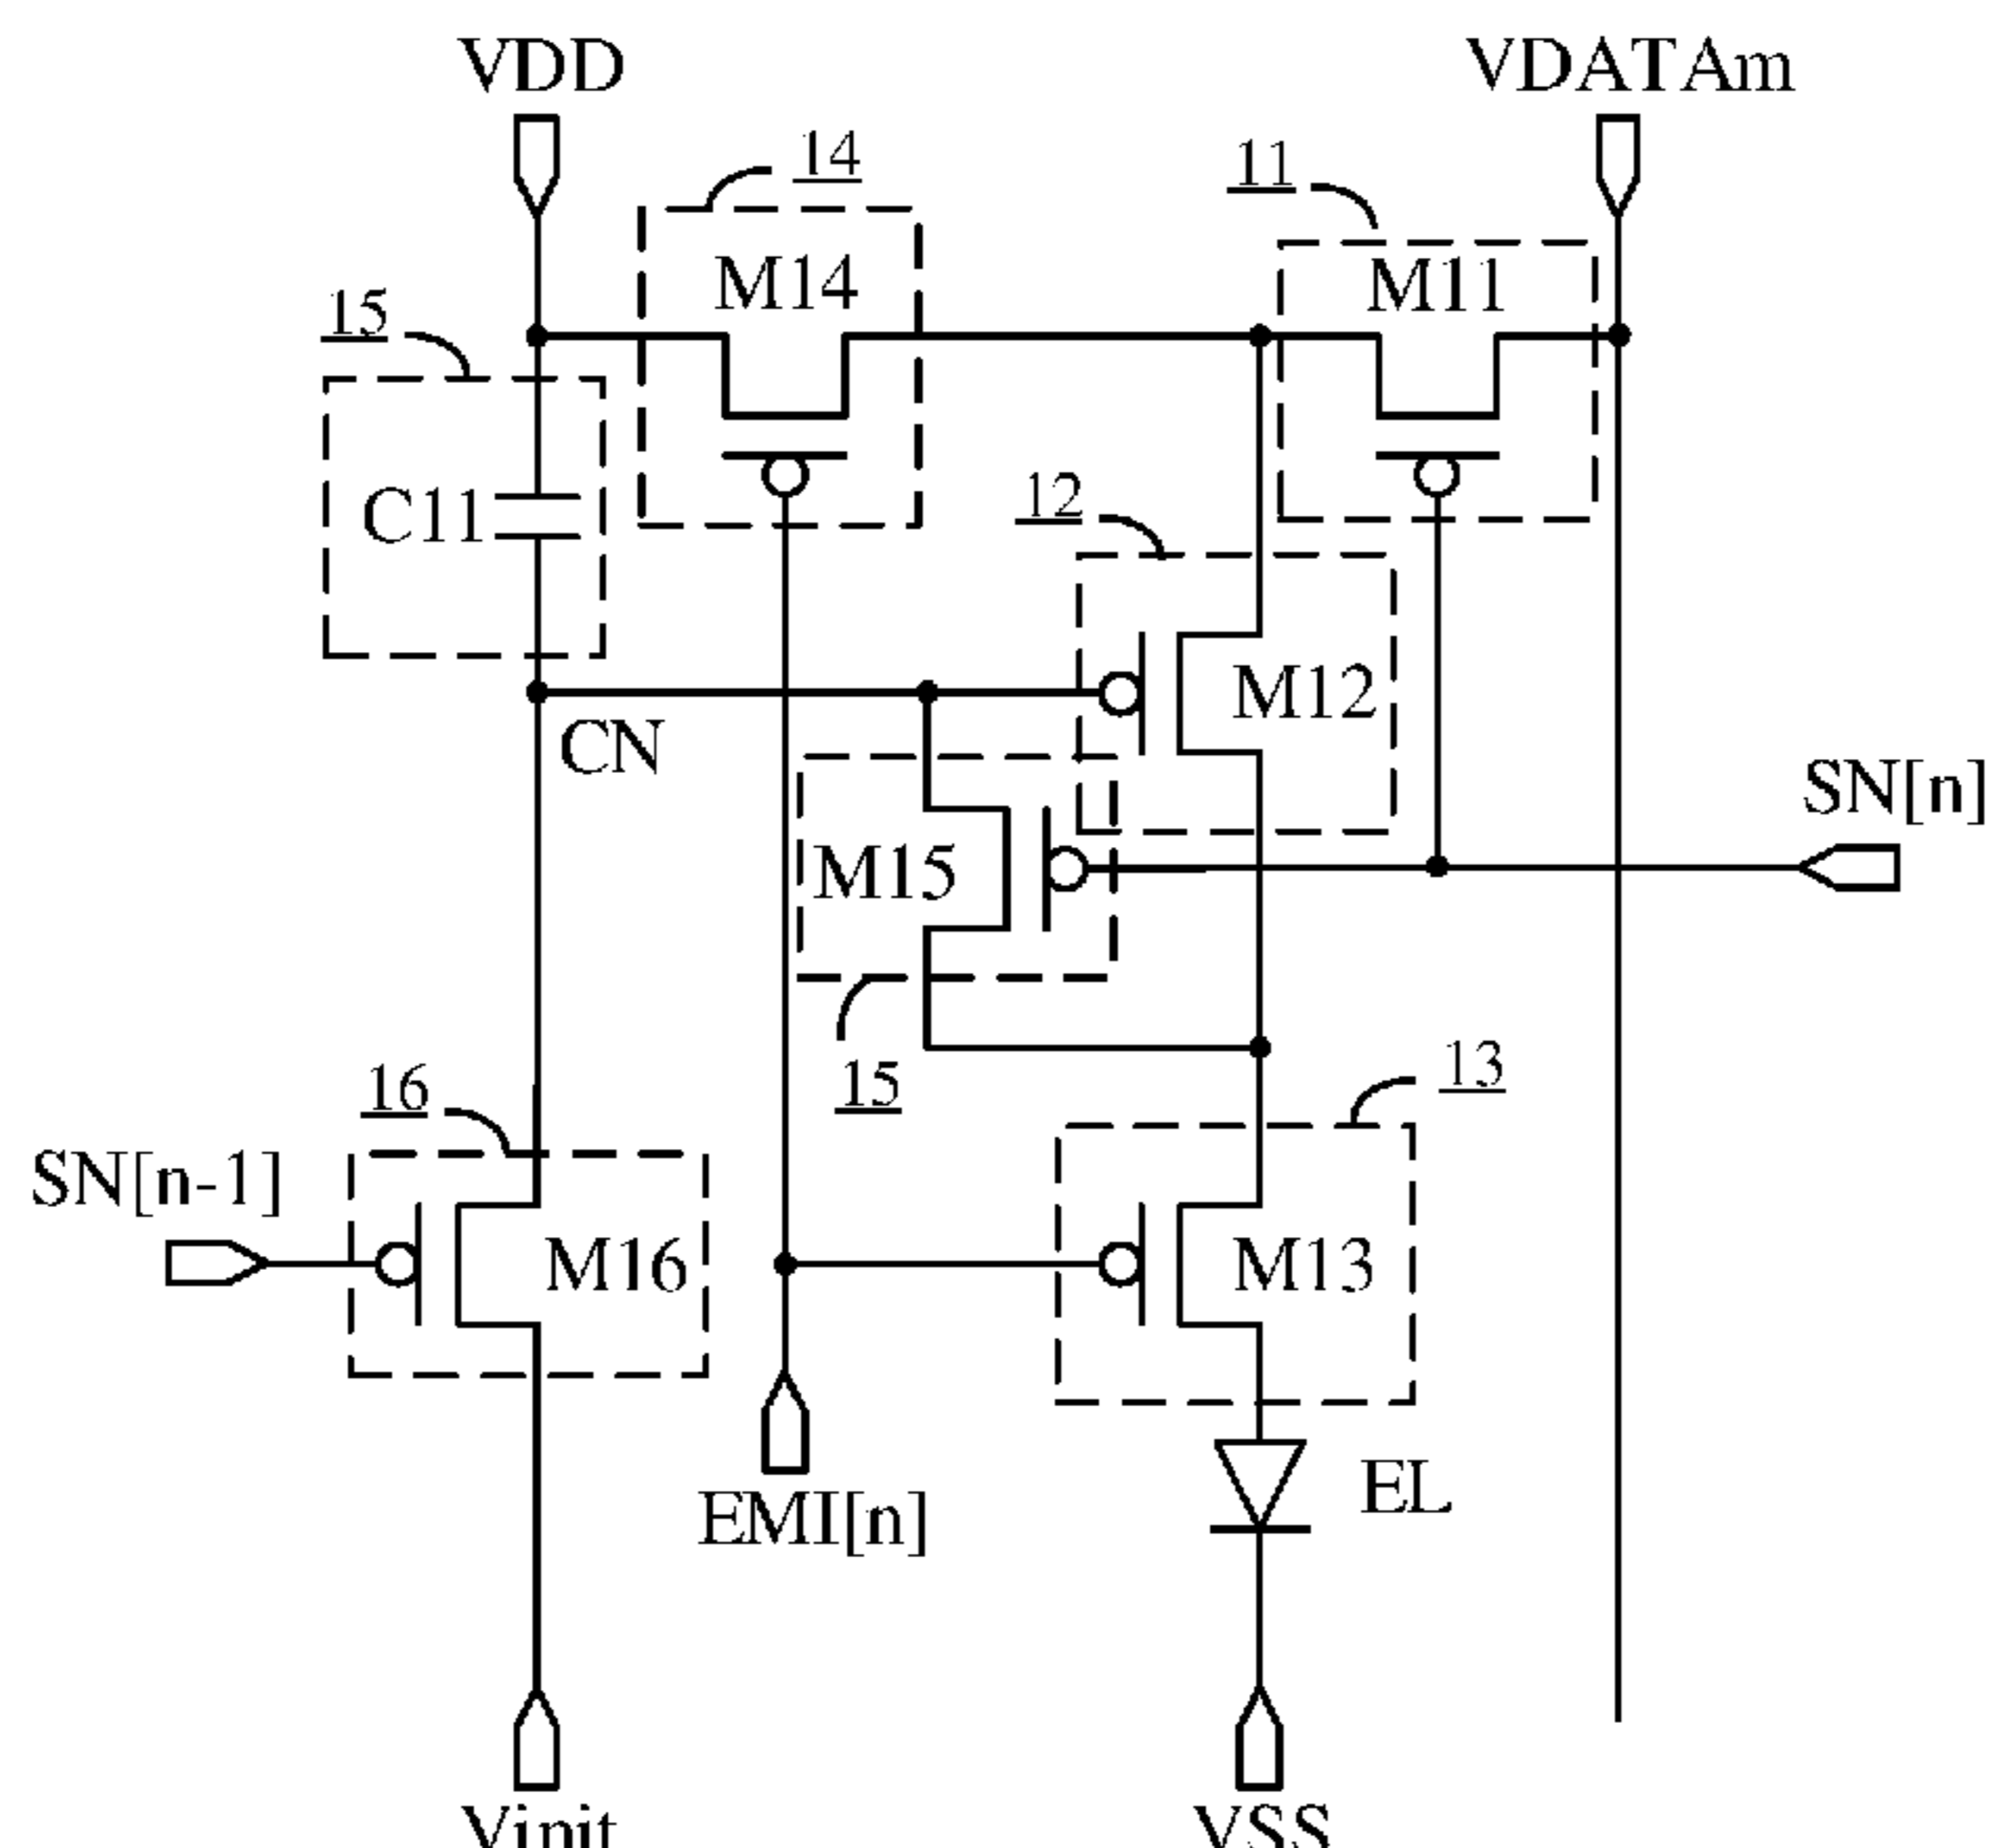 VDD
VDATAm
14
11
M14
M11
15
C11
12
M12
CN
SN[n]
M15
15
13
16
SN[n-1]
M16
M13
EL
EMI[n]
Vinit
VSS